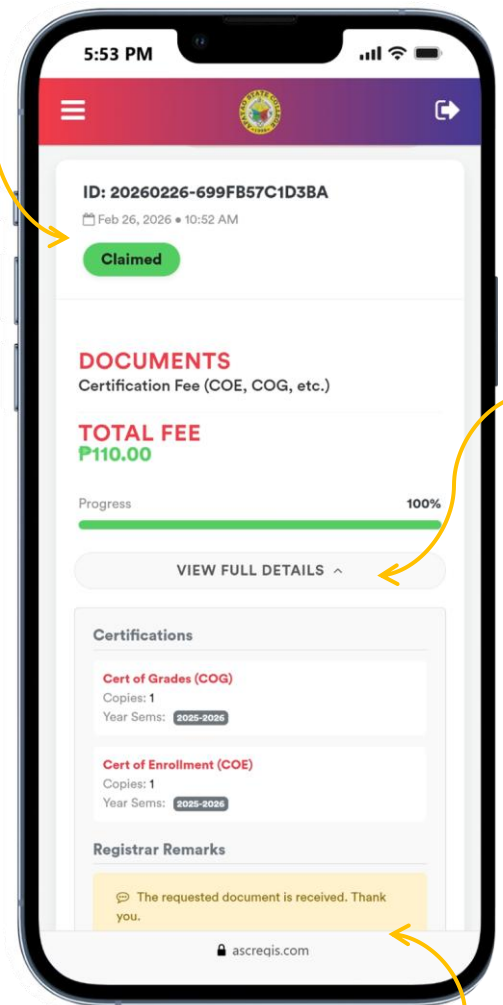 5:53 PM
ID: 20260226-699FB57C1D3BA
Feb 26, 2026 • 10:52 AM
Claimed
DOCUMENTS
Certification Fee (COE, COG, etc.)
TOTAL FEE
₱110.00
Progress 100%
VIEW FULL DETAILS
Certifications
Cert of Grades (COG)
Copies: 1
Year Sems: 2025-2026
Cert of Enrollment (COE)
Copies: 1
Year Sems: 2025-2026
Registrar Remarks
The requested document is received. Thank
you.
ascreqis.com